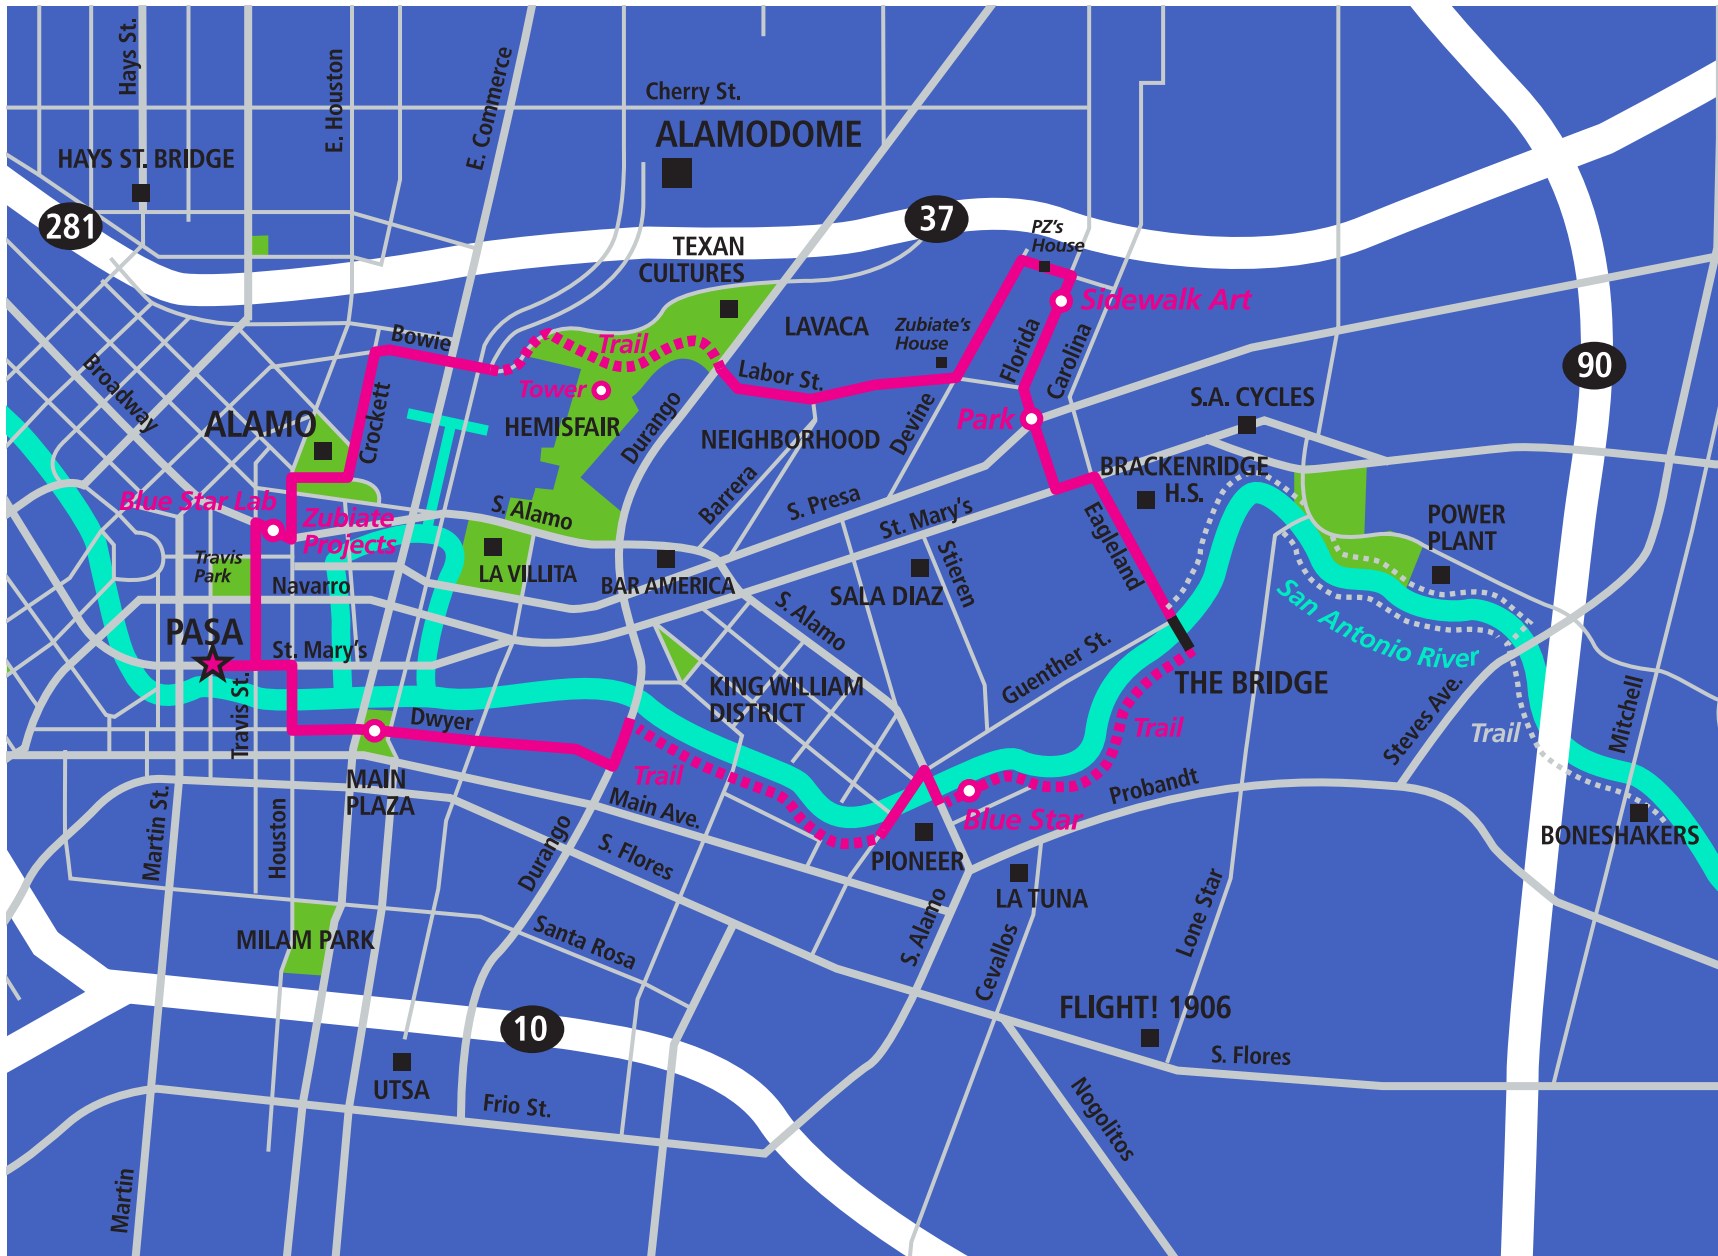 Hays St.
E. Houston
E. Commerce
Cherry St.
ALAMODOME
HAYS ST. BRIDGE
281
37
PZ's
House
TEXAN
CULTURES
Sidewalk Art
LAVACA
Zubiate's
House
Bowie
Trail
Florida
Carolina
90
Broadway
Labor St.
Tower
Crockett
ALAMO
HEMISFAIR
Durango
NEIGHBORHOOD
Devine
Park
S.A. CYCLES
BRACKENRIDGE
H.S.
Blue Star Lab
Zubiate
Projects
S. Alamo
Barrera
S. Presa
St. Mary's
Eagleland
POWER
PLANT
Travis
Park
Navarro
LA VILLITA
BAR AMERICA
SALA DIAZ
Stieren
S. Alamo
San Antonio River
PASA
St. Mary's
Guenther St.
THE BRIDGE
KING WILLIAM
DISTRICT
Travis St.
Dwyer
Trail
Steves Ave.
Trail
Mitchell
MAIN
PLAZA
Trail
Main Ave.
Probandt
Martin St.
Houston
Durango
S. Flores
Blue Star
PIONEER
BONESHAKERS
LA TUNA
MILAM PARK
Santa Rosa
S. Alamo
Cevallos
Lone Star
10
FLIGHT! 1906
S. Flores
UTSA
Frio St.
Nogolitos
Martin